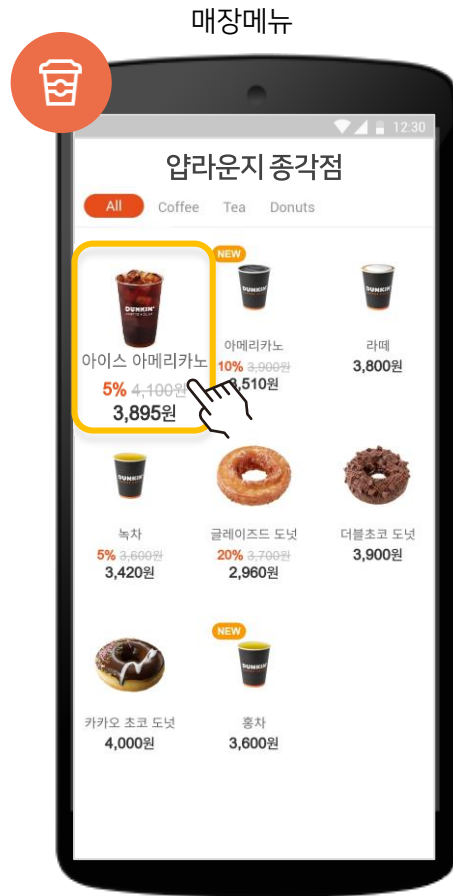 매장메뉴
12:30
얍라운지 종각점
All Coffee Tea Donuts
NEW
DUNKIN'
DUNKIN'
DUNKIN'
아이스 아메리카노
5% 4,100원
3,895원
아메리카노
10% 3,900원
3,510원
라떼
3,800원
DUNKIN'
녹차
5% 3,600원
3,420원
글레이즈드 도넛
20% 3,700원
2,960원
더블초코 도넛
3,900원
NEW
DUNKIN'
카카오 초코 도넛
4,000원
홍차
3,600원